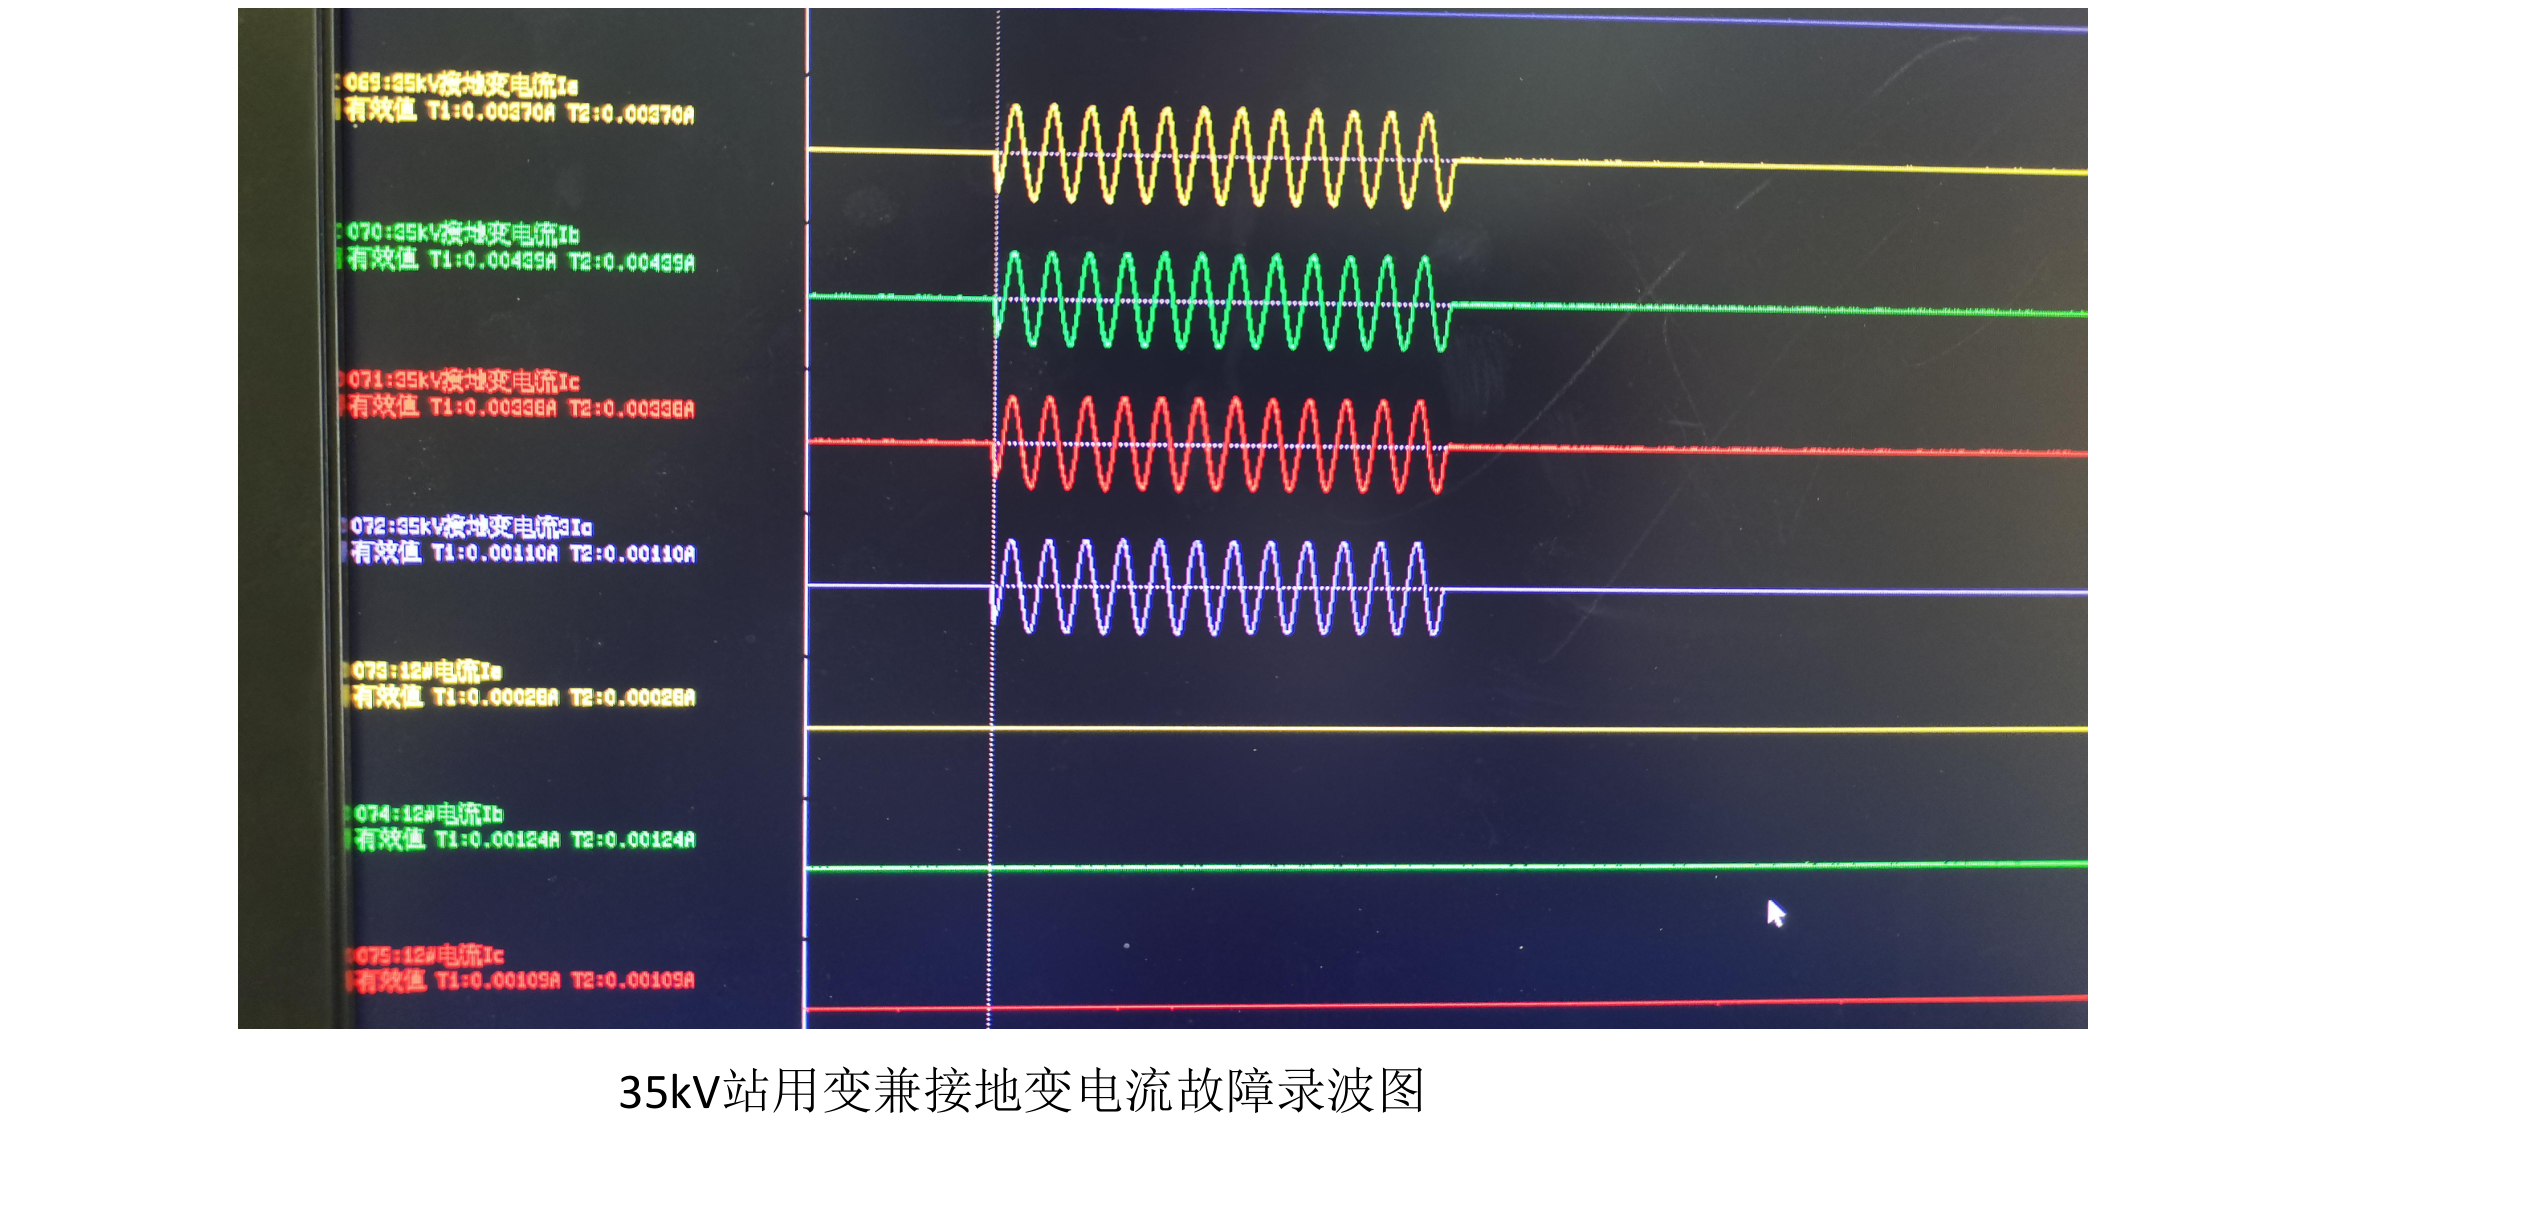 069:35kV接地变电流Ia
有效值 T1:0.00370A T2:0.00370A
070:35kV接地变电流Ib
有效值 T1:0.00439A T2:0.00439A
071:35kV接地变电流Ic
有效值 T1:0.00338A T2:0.00338A
072:35kV接地变电流3Io
有效值 T1:0.00110A T2:0.00110A
073:12#电流Ia
有效值 T1:0.00028A T2:0.00028A
074:12#电流Ib
有效值 T1:0.00124A T2:0.00124A
075:12#电流Ic
有效值 T1:0.00109A T2:0.00109A
35kV站用变兼接地变电流故障录波图